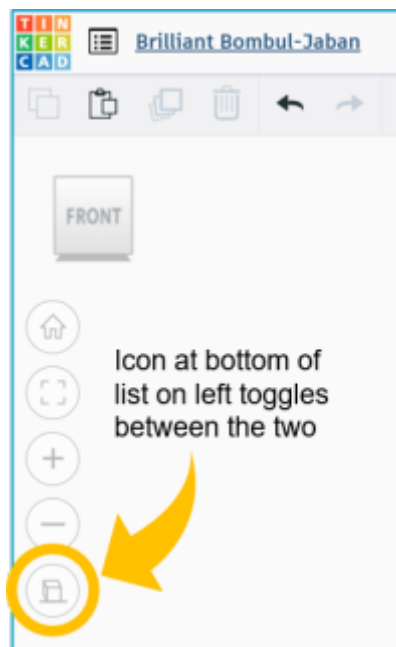 TIN
KER
CAD
Brilliant Bombul-Jaban
FRONT
Icon at bottom of
list on left toggles
between the two